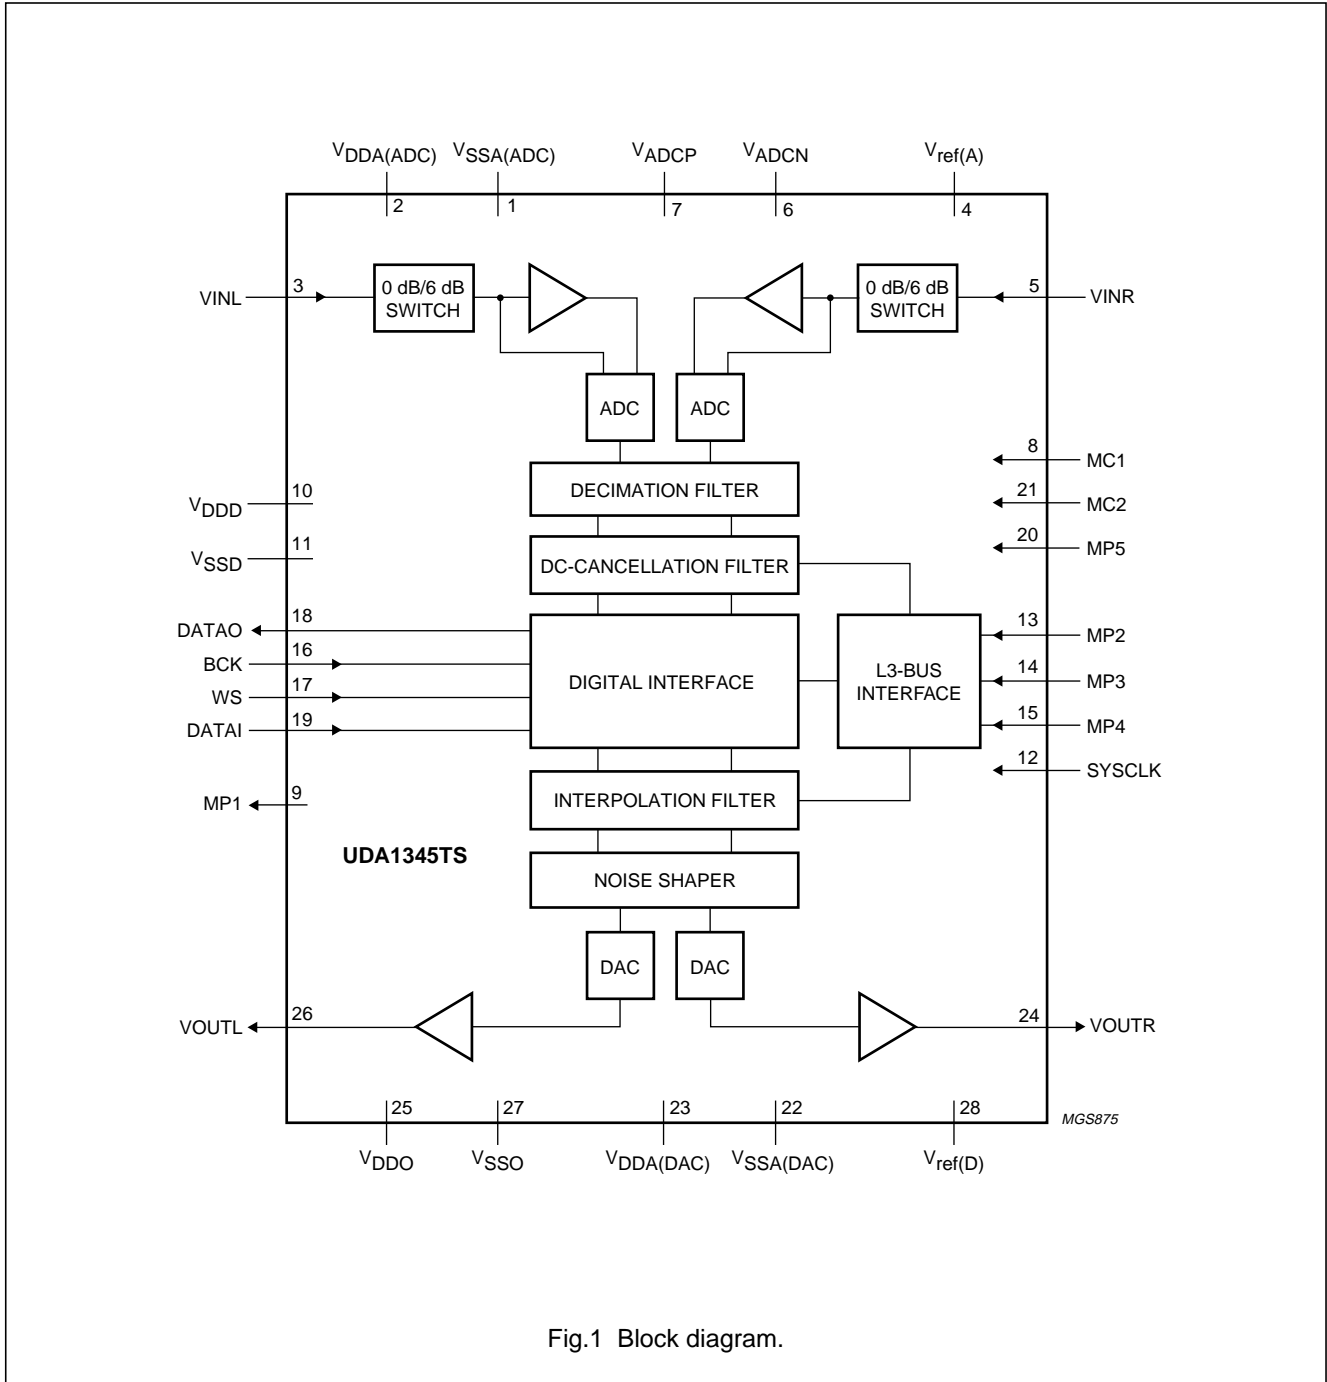 VDDA(ADC) VSSA(ADC) VADCP VADCN Vref(A)
2 1 7 6 4
VINL 3 0 dB/6 dB SWITCH 0 dB/6 dB SWITCH 5 VINR
ADC ADC
8 MC1
DECIMATION FILTER
VDDD 10
21 MC2
VSSD 11
20 MP5
DC-CANCELLATION FILTER
DATAO 18
13 MP2
BCK 16
DIGITAL INTERFACE
L3-BUS INTERFACE
14 MP3
WS 17
DATAI 19
15 MP4
12 SYSCLK
MP1 9
INTERPOLATION FILTER
UDA1345TS
NOISE SHAPER
DAC DAC
VOUTL 26
24 VOUTR
25 27 23 22 28
MGS875
VDDO VSSO VDDA(DAC) VSSA(DAC) Vref(D)
Fig.1 Block diagram.